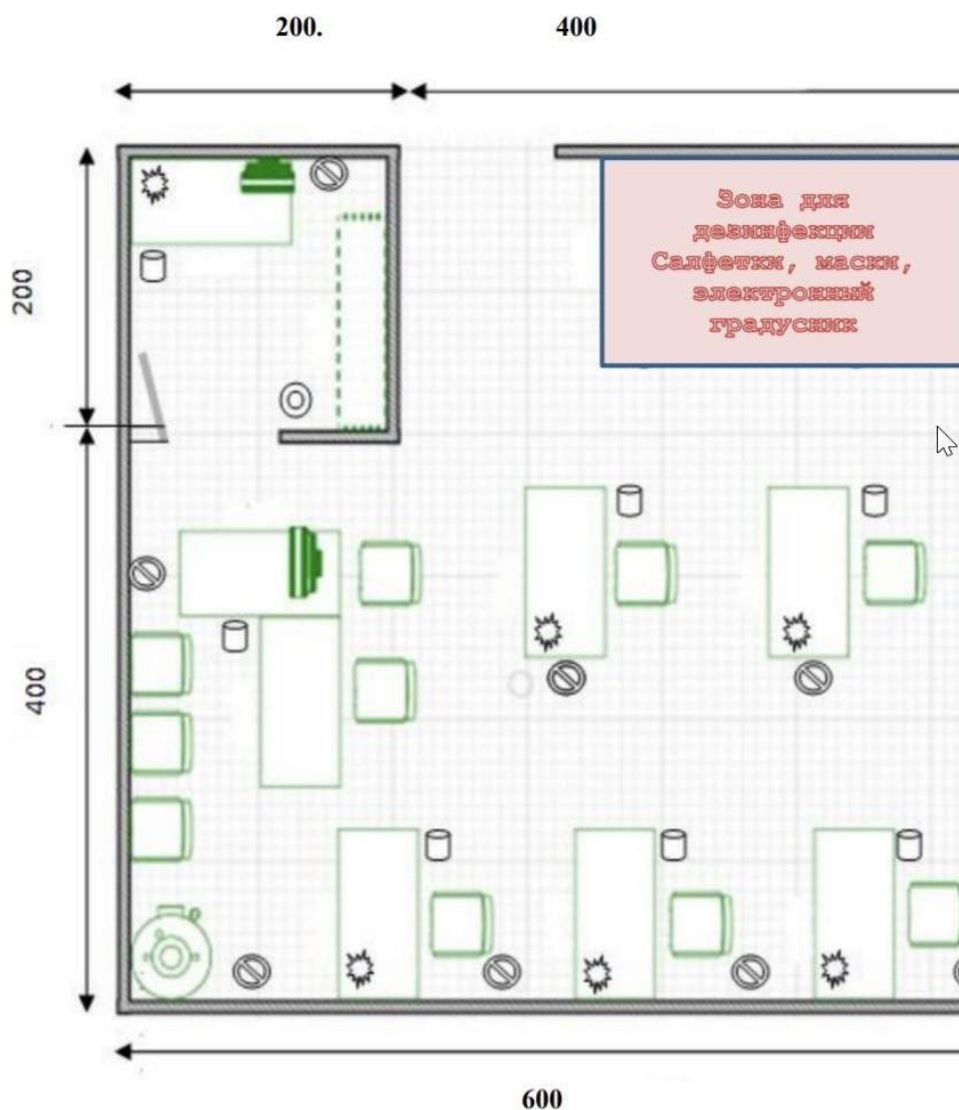 200.
400
200
Зона для
дезинфекции
Салфетки, маски,
электронный
градусник
400
600